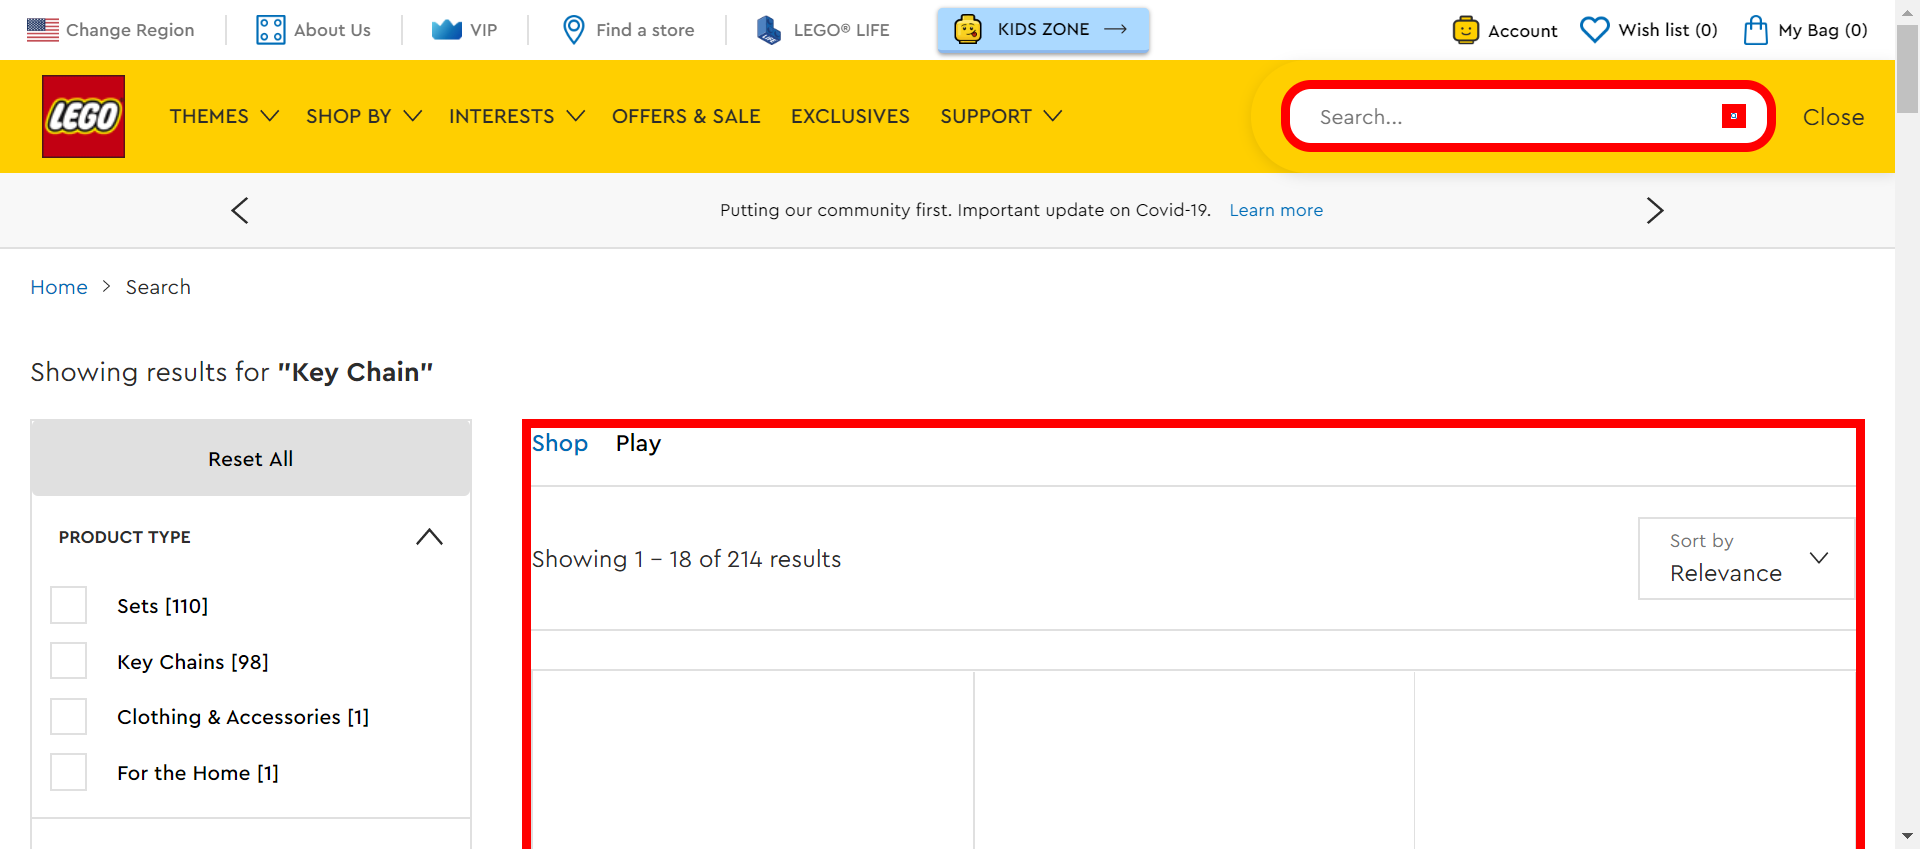 Change Region
About Us
VIP
Find a store
LEGO® LIFE
KIDS ZONE
Account
Wish list (0)
My Bag (0)
LEGO
THEMES
SHOP BY
INTERESTS
OFFERS & SALE
EXCLUSIVES
SUPPORT
Search...
Close
Putting our community first. Important update on Covid-19. Learn more
Home > Search
Showing results for "Key Chain"
Reset All
PRODUCT TYPE
Sets [110]
Key Chains [98]
Clothing & Accessories [1]
For the Home [1]
Shop Play
Showing 1 - 18 of 214 results
Sort by
Relevance